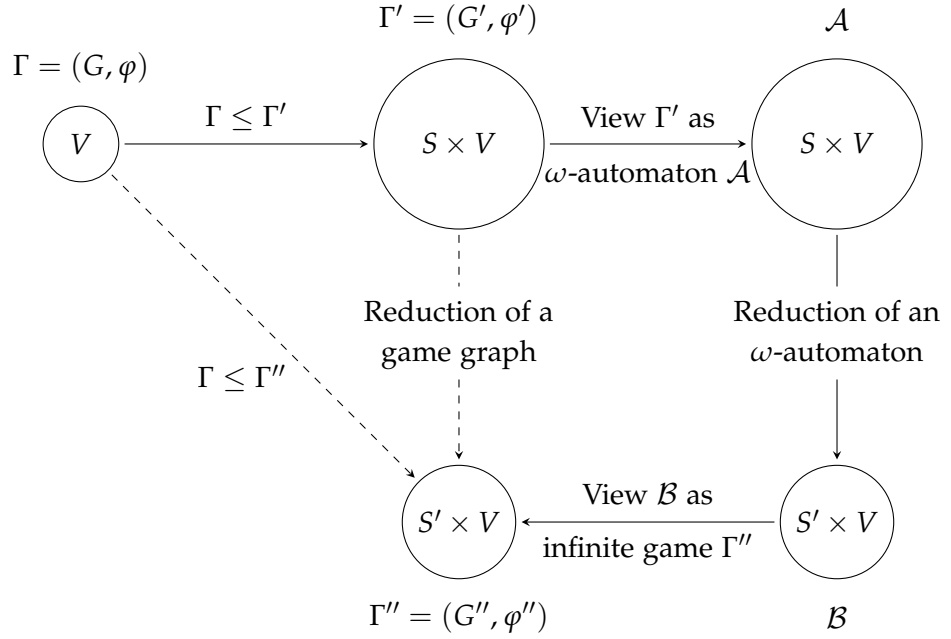 Γ′ = (G′, φ′)
𝒜
Γ = (G, φ)
V
Γ ≤ Γ′
S × V
View Γ′ as
ω-automaton 𝒜
S × V
Reduction of a
game graph
Reduction of an
ω-automaton
Γ ≤ Γ″
S′ × V
View ℬ as
infinite game Γ″
S′ × V
Γ″ = (G″, φ″)
ℬ